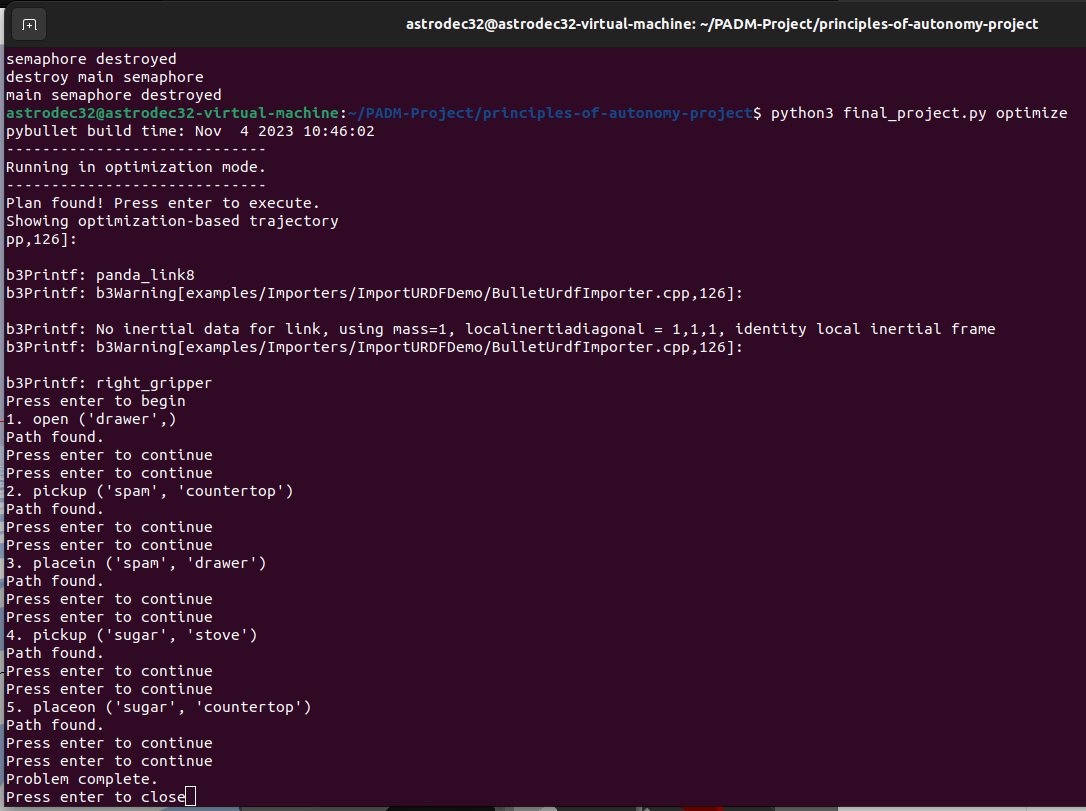 astrodec32@astrodec32-virtual-machine: ~/PADM-Project/principles-of-autonomy-project
semaphore destroyed
destroy main semaphore
main semaphore destroyed
astrodec32@astrodec32-virtual-machine:~/PADM-Project/principles-of-autonomy-project$ python3 final_project.py optimize
pybullet build time: Nov  4 2023 10:46:02
-----------------------------
Running in optimization mode.
-----------------------------
Plan found! Press enter to execute.
Showing optimization-based trajectory
pp,126]:
b3Printf: panda_link8
b3Printf: b3Warning[examples/Importers/ImportURDFDemo/BulletUrdfImporter.cpp,126]:
b3Printf: No inertial data for link, using mass=1, localinertiadiagonal = 1,1,1, identity local inertial frame
b3Printf: b3Warning[examples/Importers/ImportURDFDemo/BulletUrdfImporter.cpp,126]:
b3Printf: right_gripper
Press enter to begin
1. open ('drawer',)
Path found.
Press enter to continue
Press enter to continue
2. pickup ('spam', 'countertop')
Path found.
Press enter to continue
Press enter to continue
3. placein ('spam', 'drawer')
Path found.
Press enter to continue
Press enter to continue
4. pickup ('sugar', 'stove')
Path found.
Press enter to continue
Press enter to continue
5. placeon ('sugar', 'countertop')
Path found.
Press enter to continue
Press enter to continue
Problem complete.
Press enter to close